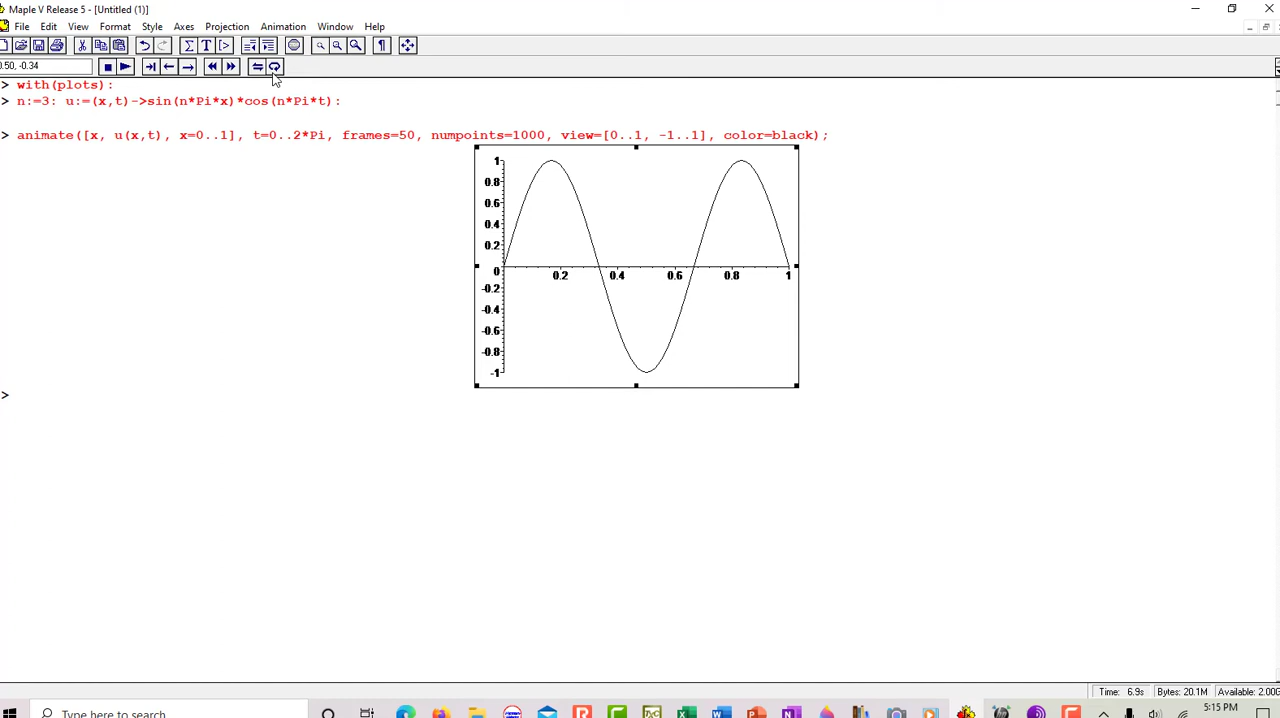 Maple V Release 5 - [Untitled (1)]
File Edit View Format Style Axes Projection Animation Window Help
0.50, -0.34
> with(plots):
> n:=3: u:=(x,t)->sin(n*Pi*x)*cos(n*Pi*t):
> animate([x, u(x,t), x=0..1], t=0..2*Pi, frames=50, numpoints=1000, view=[0..1, -1..1], color=black);
1
0.8
0.6
0.4
0.2
0
0.2 0.4 0.6 0.8 1
-0.2
-0.4
-0.6
-0.8
-1
>
Time: 6.9s Bytes: 20.1M Available: 2.00
Type here to search
5:15 PM